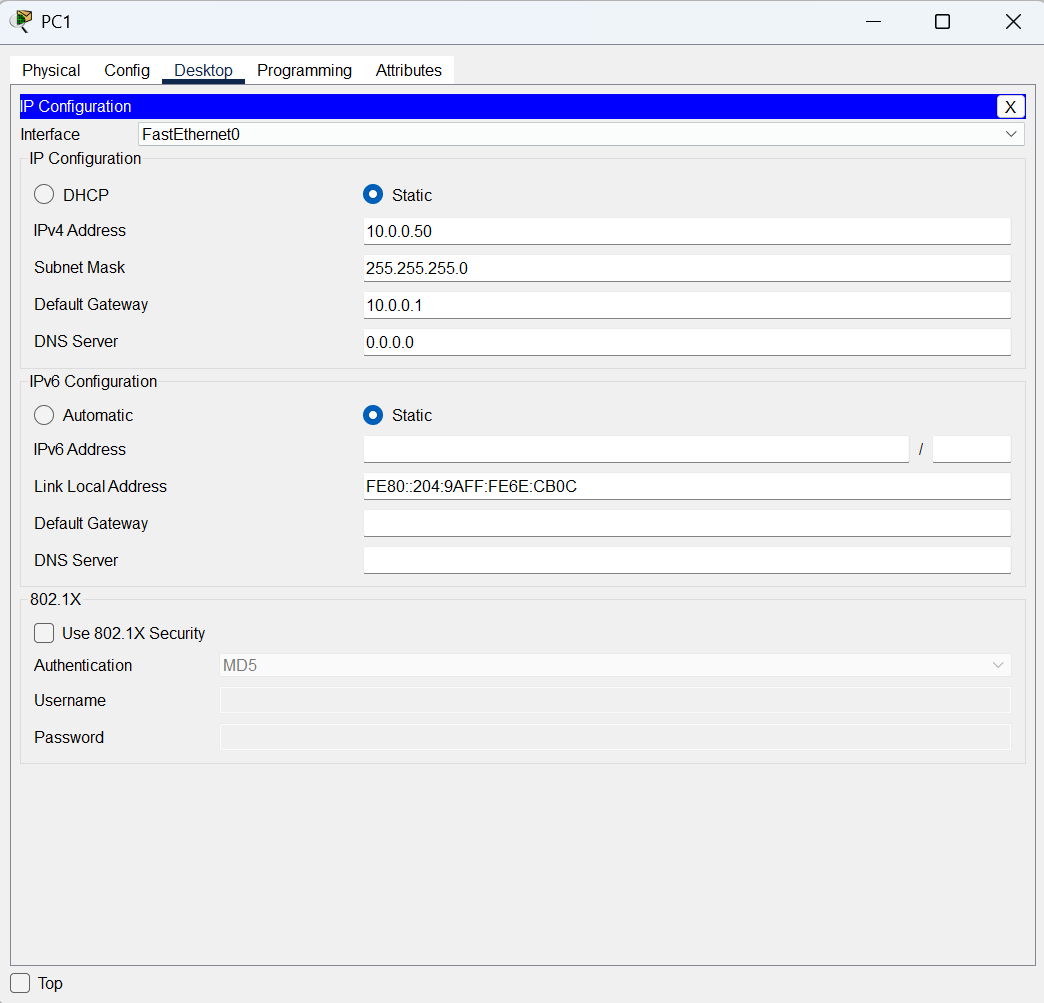 PC1
Physical Config Desktop Programming Attributes
IP Configuration X
Interface FastEthernet0
IP Configuration
DHCP Static
IPv4 Address 10.0.0.50
Subnet Mask 255.255.255.0
Default Gateway 10.0.0.1
DNS Server 0.0.0.0
IPv6 Configuration
Automatic Static
IPv6 Address /
Link Local Address FE80::204:9AFF:FE6E:CB0C
Default Gateway
DNS Server
802.1X
Use 802.1X Security
Authentication MD5
Username
Password
Top